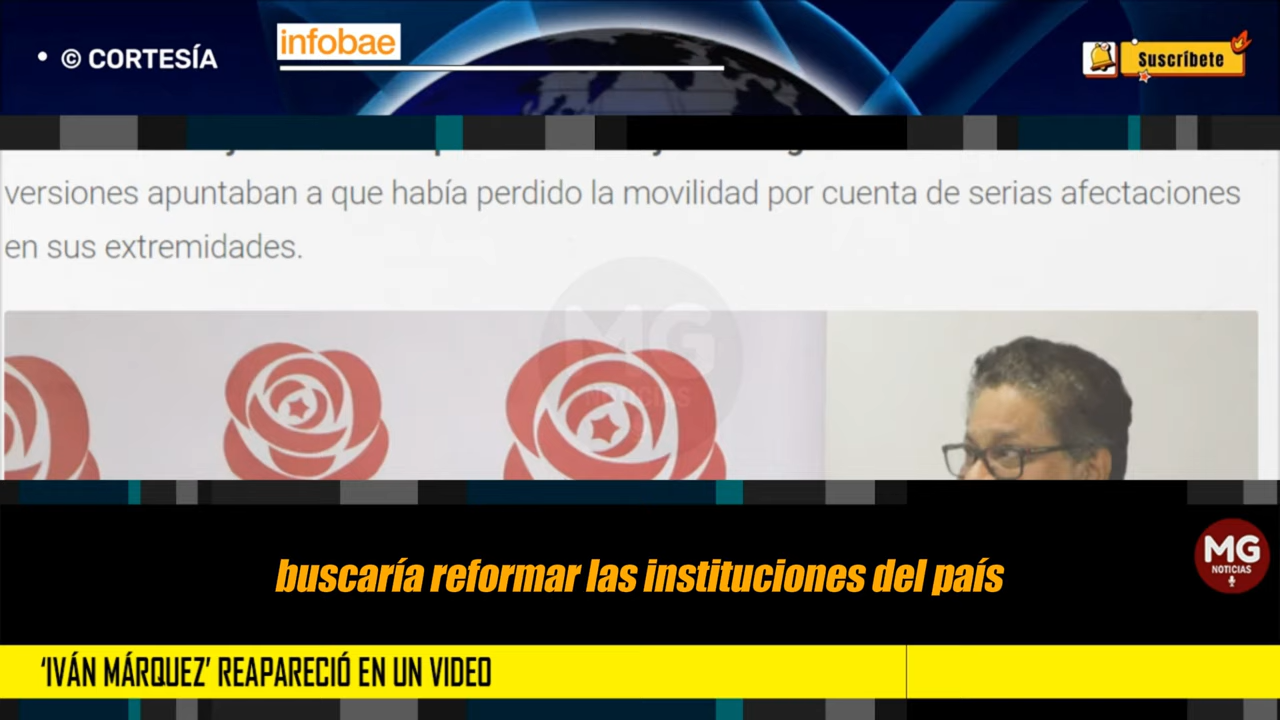 • © CORTESÍA
infobae
Suscríbete
versiones apuntaban a que había perdido la movilidad por cuenta de serias afectaciones
en sus extremidades.
MG
NOTICIAS
buscaría reformar las instituciones del país
MG
NOTICIAS
‘IVÁN MÁRQUEZ’ REAPARECIÓ EN UN VIDEO